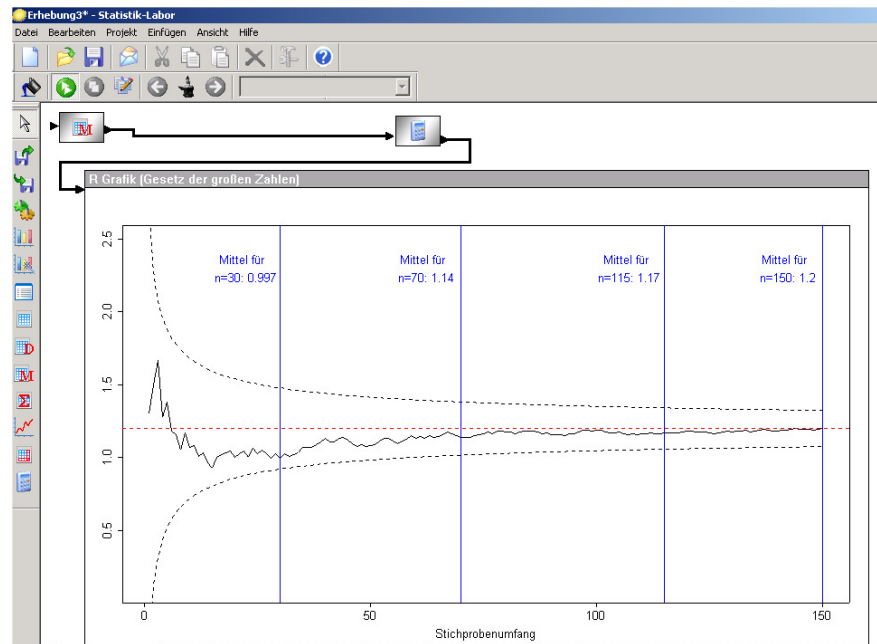 Erhebung3* - Statistik-Labor
Datei Bearbeiten Projekt Einfügen Ansicht Hilfe
M
R Grafik (Gesetz der großen Zahlen)
Mittel für
n=30: 0.997
Mittel für
n=70: 1.14
Mittel für
n=115: 1.17
Mittel für
n=150: 1.2
2.5
2.0
1.5
1.0
0.5
0 50 100 150
Stichprobenumfang
D
M
Σ